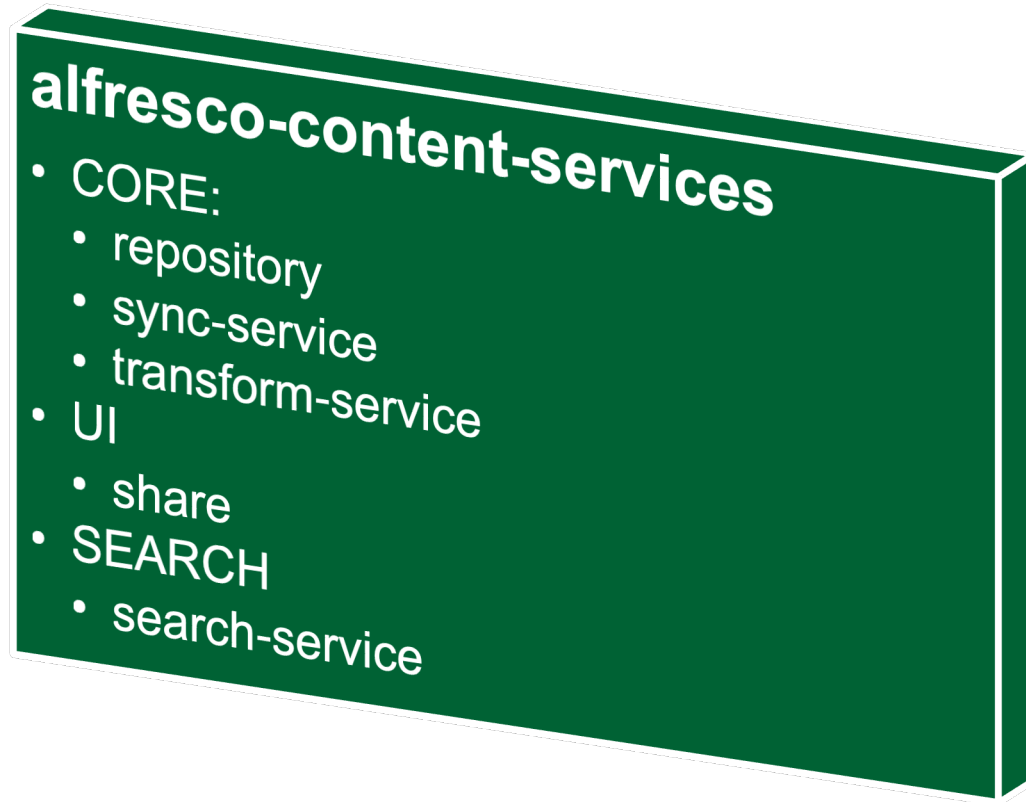 alfresco-content-services
• CORE:
• repository
• sync-service
• transform-service
• UI
• share
• SEARCH
• search-service